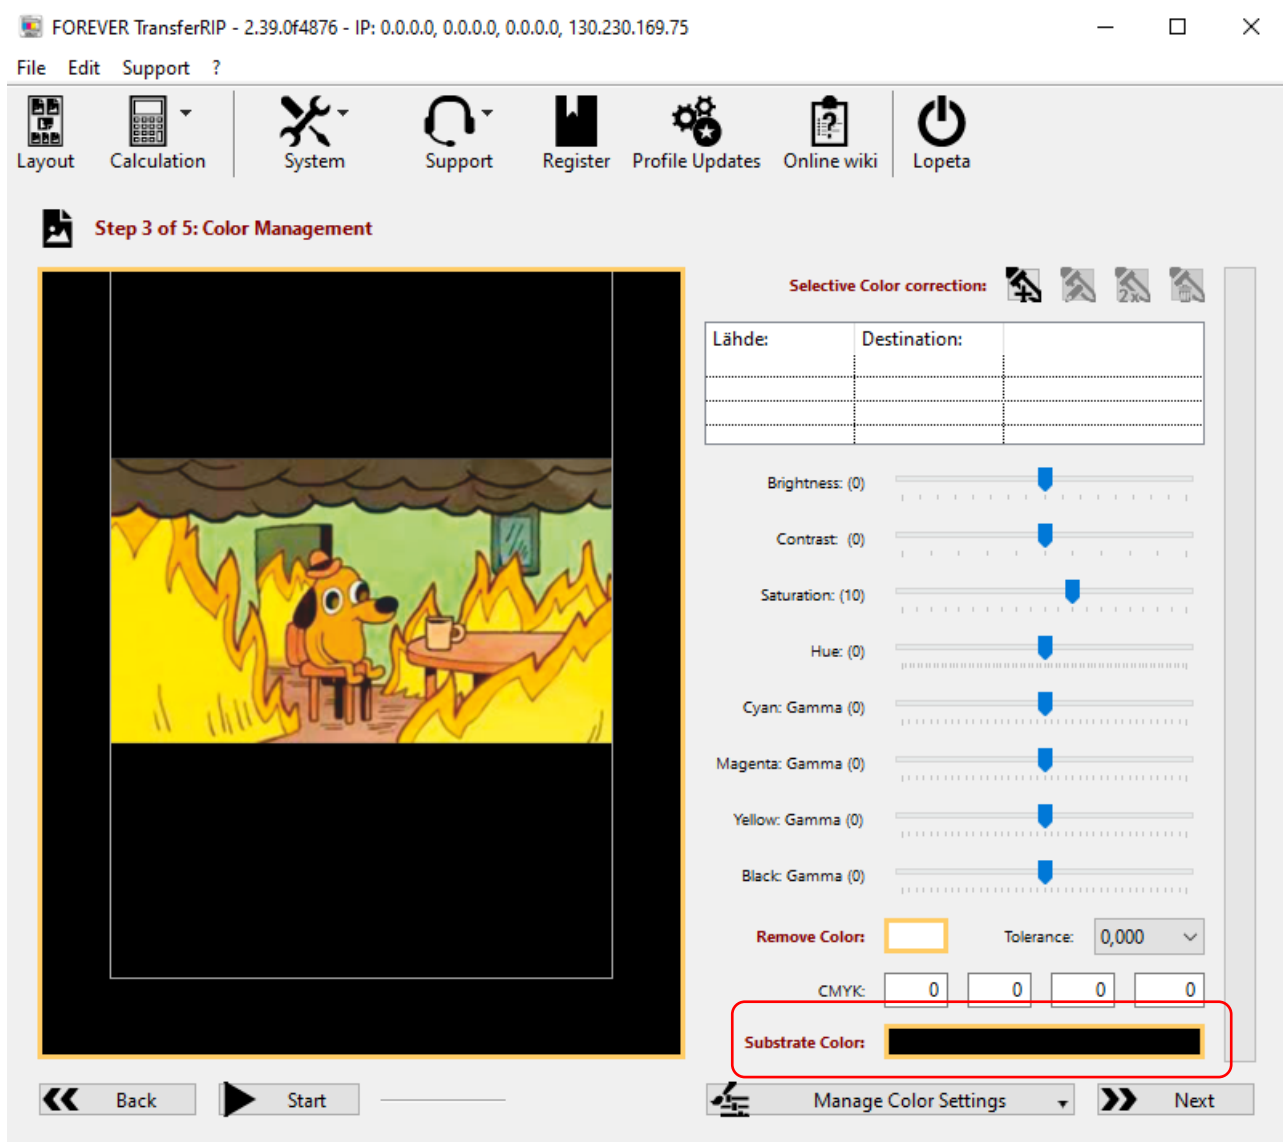 FOREVER TransferRIP - 2.39.0f4876 - IP: 0.0.0.0, 0.0.0.0, 0.0.0.0, 130.230.169.75
File Edit Support ?
Layout Calculation System Support Register Profile Updates Online wiki Lopeta
Step 3 of 5: Color Management
Selective Color correction:
2x
Lähde: Destination:
Brightness: (0)
Contrast: (0)
Saturation: (10)
Hue: (0)
Cyan: Gamma (0)
Magenta: Gamma (0)
Yellow: Gamma (0)
Black: Gamma (0)
Remove Color: Tolerance: 0,000
CMYK: 0 0 0 0
Substrate Color:
Back Start Manage Color Settings Next